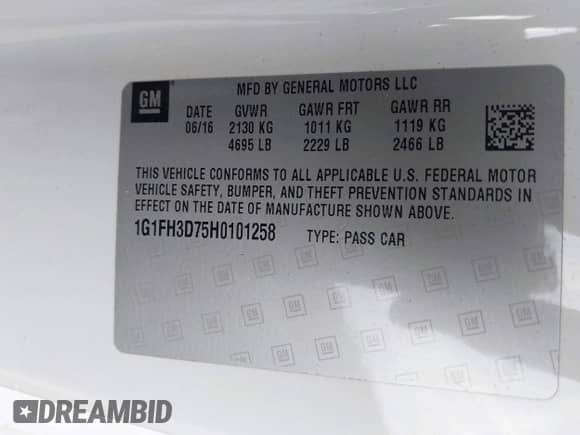 GM
MFD BY GENERAL MOTORS LLC
DATE GVWR GAWR FRT GAWR RR
06/16 2130 KG 1011 KG 1119 KG
4695 LB 2229 LB 2466 LB
THIS VEHICLE CONFORMS TO ALL APPLICABLE U.S. FEDERAL MOTOR
VEHICLE SAFETY, BUMPER, AND THEFT PREVENTION STANDARDS IN
EFFECT ON THE DATE OF MANUFACTURE SHOWN ABOVE.
1G1FH3D75H0101258 TYPE: PASS CAR
DREAMBID